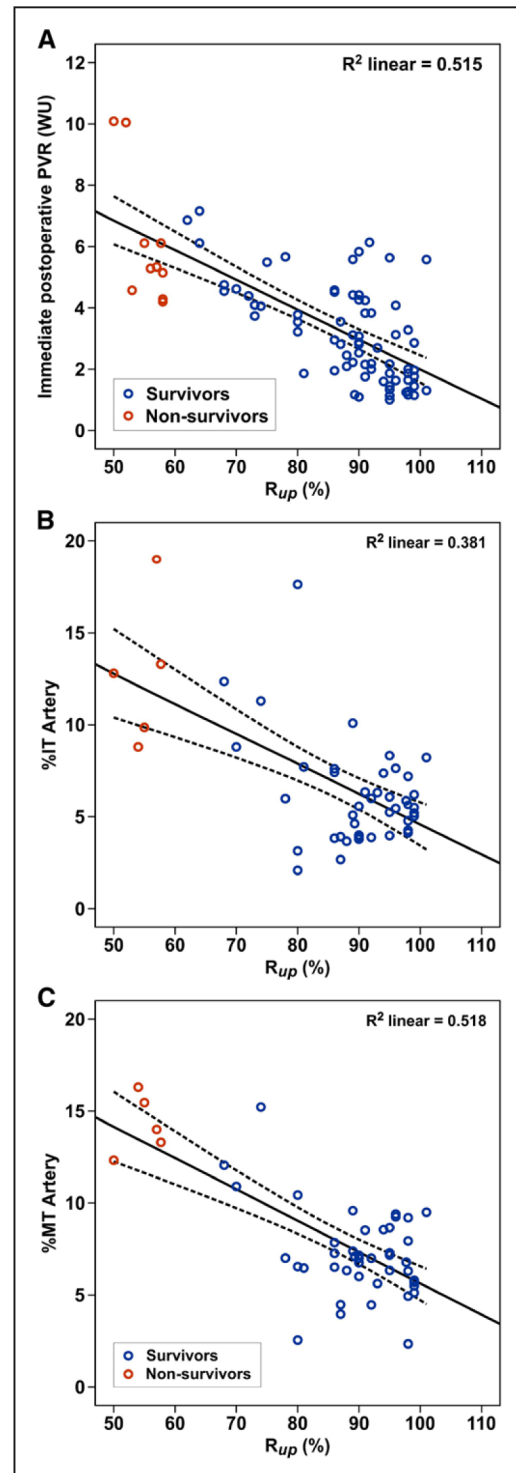 A
R² linear = 0.515
Immediate postoperative PVR (WU)
12
10
8
6
4
2
0
Survivors
Non-survivors
50 60 70 80 90 100 110
Rup (%)
B
R² linear = 0.381
%IT Artery
20
15
10
5
0
50 60 70 80 90 100 110
Rup (%)
C
R² linear = 0.518
%MT Artery
20
15
10
5
0
Survivors
Non-survivors
50 60 70 80 90 100 110
Rup (%)